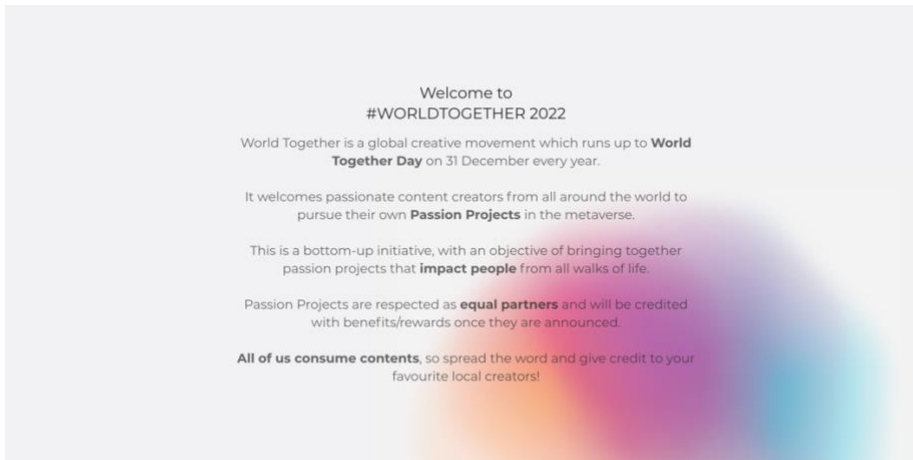 Welcome to
#WORLDTOGETHER 2022
World Together is a global creative movement which runs up to World
Together Day on 31 December every year.
It welcomes passionate content creators from all around the world to
pursue their own Passion Projects in the metaverse.
This is a bottom-up initiative, with an objective of bringing together
passion projects that impact people from all walks of life.
Passion Projects are respected as equal partners and will be credited
with benefits/rewards once they are announced.
All of us consume contents, so spread the word and give credit to your
favourite local creators!